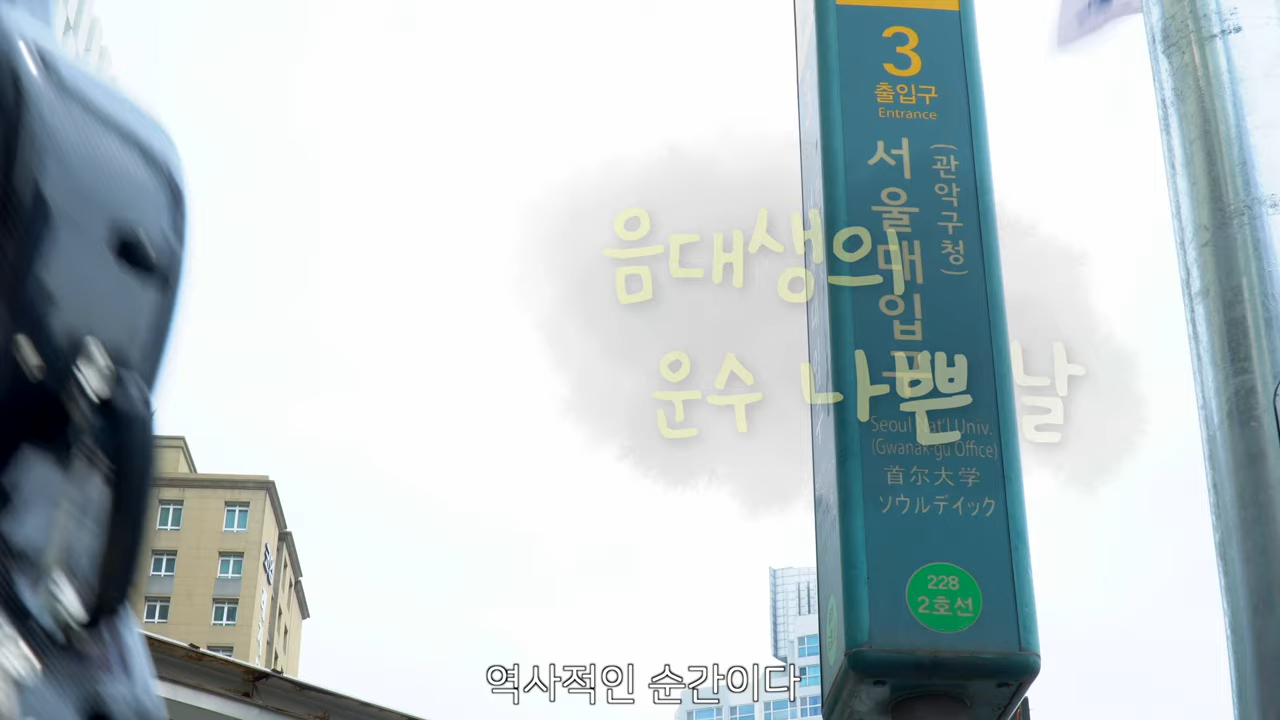 3
출입구
Entrance
서울대입구
(관악구청)
Seoul Nat'l Univ.
(Gwanak-gu Office)
首尔大学
ソウルデイック
228
2호선
음대생의
운수 나쁜 날
역사적인 순간이다